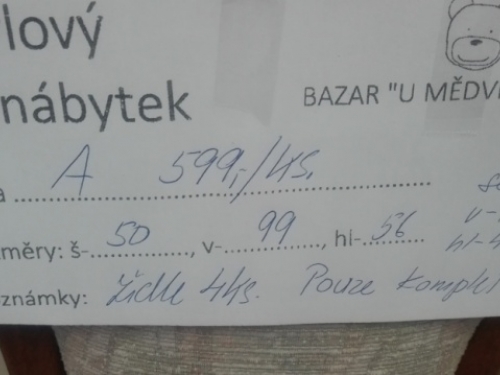 lový
nábytek
BAZAR "U MĚDV
a A 599,-/ks.
měry: š- 50, v- 99, hl- 56
známky: židle 4ks. Pouze komplet